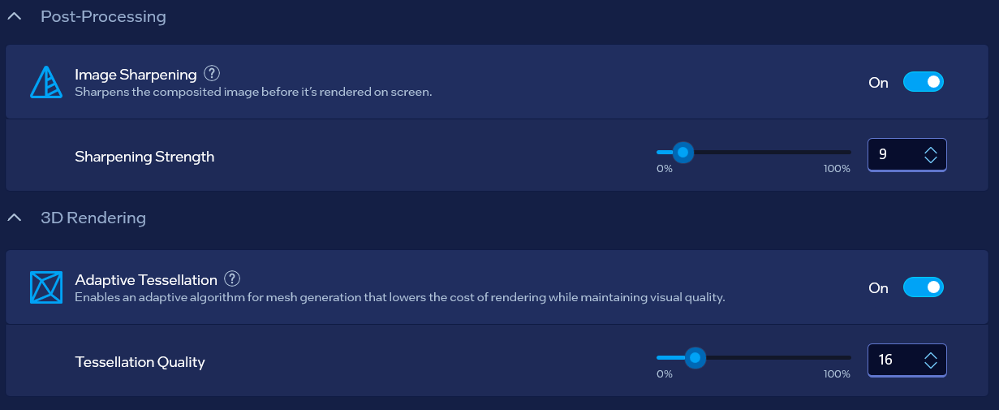 Post-Processing
Image Sharpening ?
On
Sharpens the composited image before it's rendered on screen.
Sharpening Strength
9
0% 100%
3D Rendering
Adaptive Tessellation ?
On
Enables an adaptive algorithm for mesh generation that lowers the cost of rendering while maintaining visual quality.
Tessellation Quality
16
0% 100%